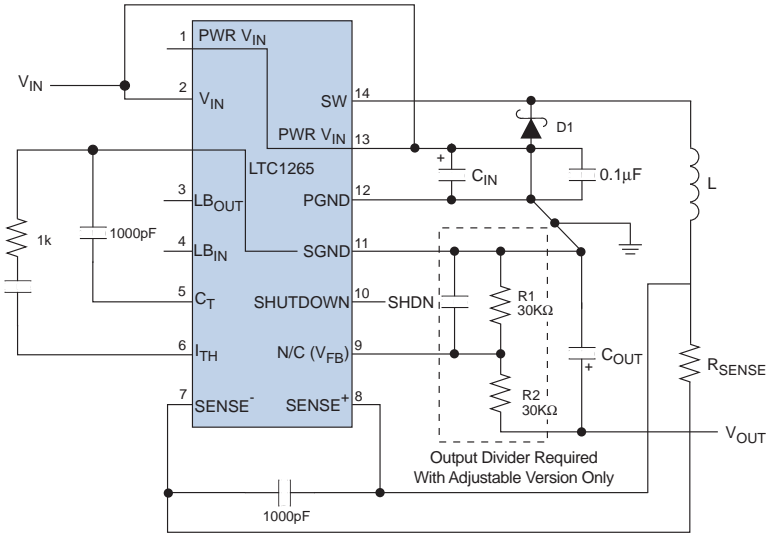 1
PWR VIN
VIN
2
VIN
SW
14
D1
PWR VIN
13
LTC1265
CIN
+
0.1µF
L
3
LBOUT
PGND
12
1k
1000pF
4
LBIN
SGND
11
5
CT
SHUTDOWN
10
SHDN
R1
30KΩ
6
ITH
N/C (VFB)
9
COUT
+
RSENSE
7
SENSE-
SENSE+
8
R2
30KΩ
VOUT
Output Divider Required
With Adjustable Version Only
1000pF